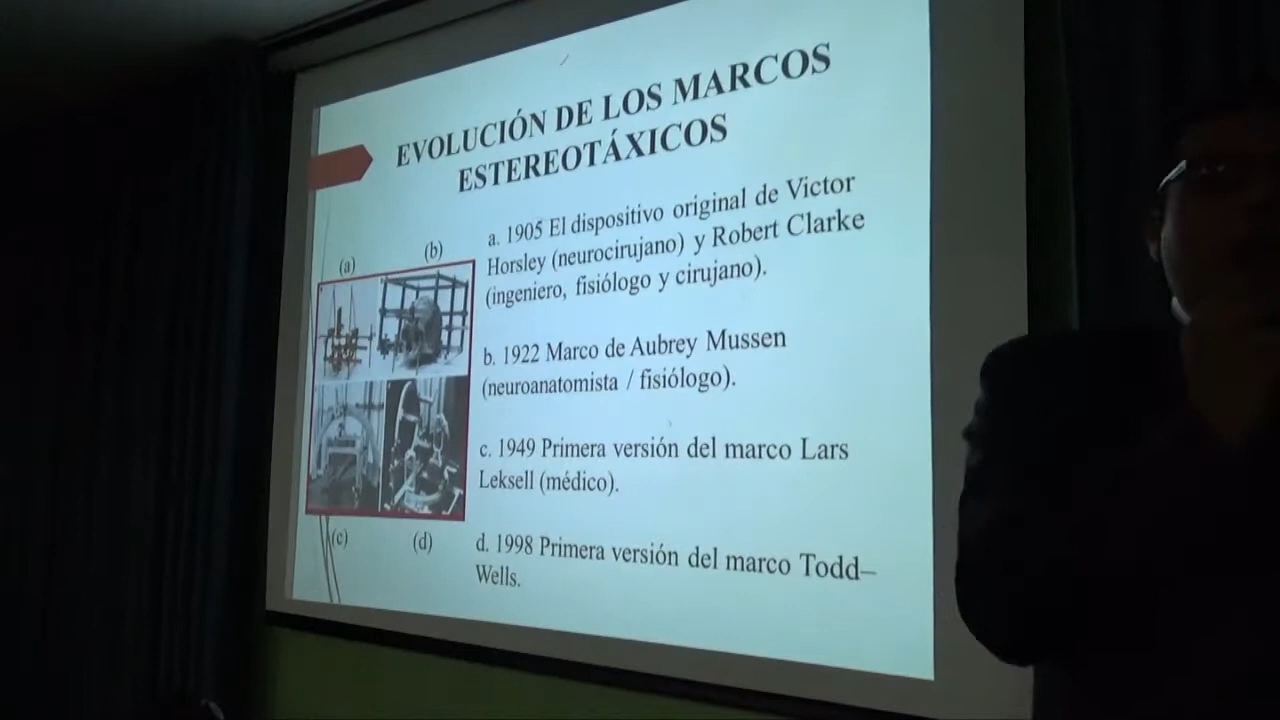 EVOLUCIÓN DE LOS MARCOS
ESTEREOTÁXICOS
(a)
(b)
a. 1905 El dispositivo original de Victor
Horsley (neurocirujano) y Robert Clarke
(ingeniero, fisiólogo y cirujano).
b. 1922 Marco de Aubrey Mussen
(neuroanatomista / fisiólogo).
c. 1949 Primera versión del marco Lars
Leksell (médico).
(c)
(d)
d. 1998 Primera versión del marco Todd–
Wells.